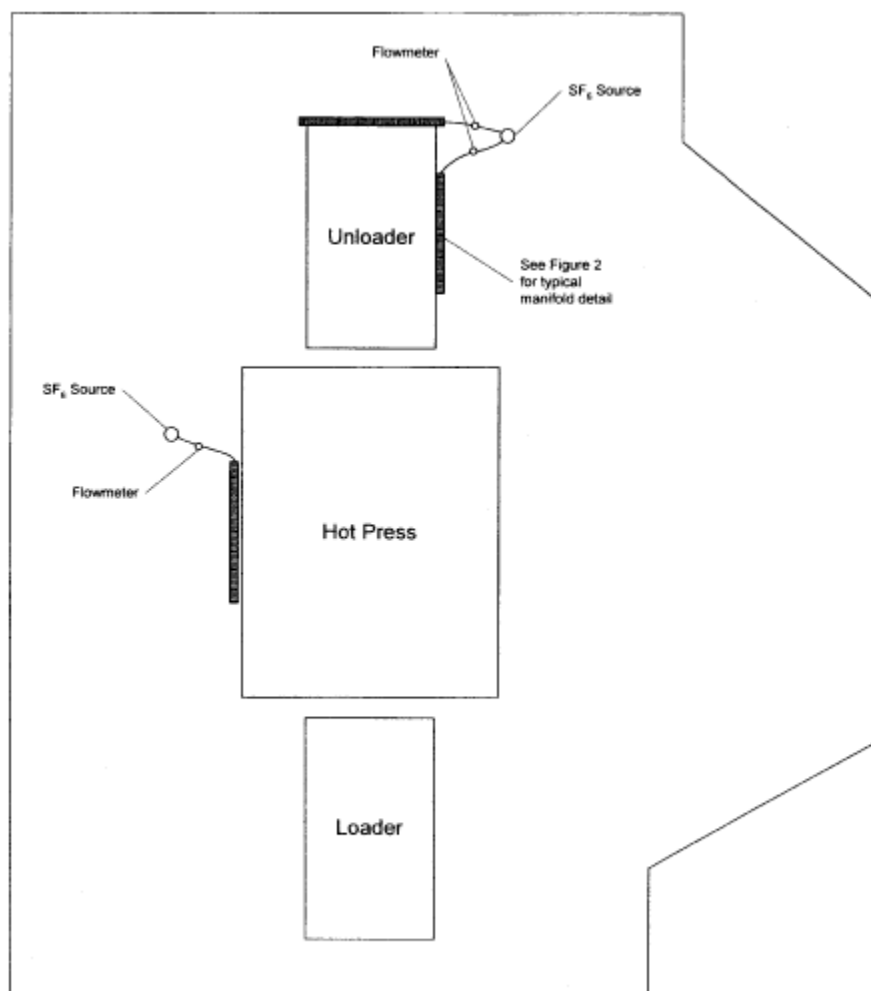 Flowmeter
SF6 Source
Unloader
See Figure 2
for typical
manifold detail
SF6 Source
Flowmeter
Hot Press
Loader